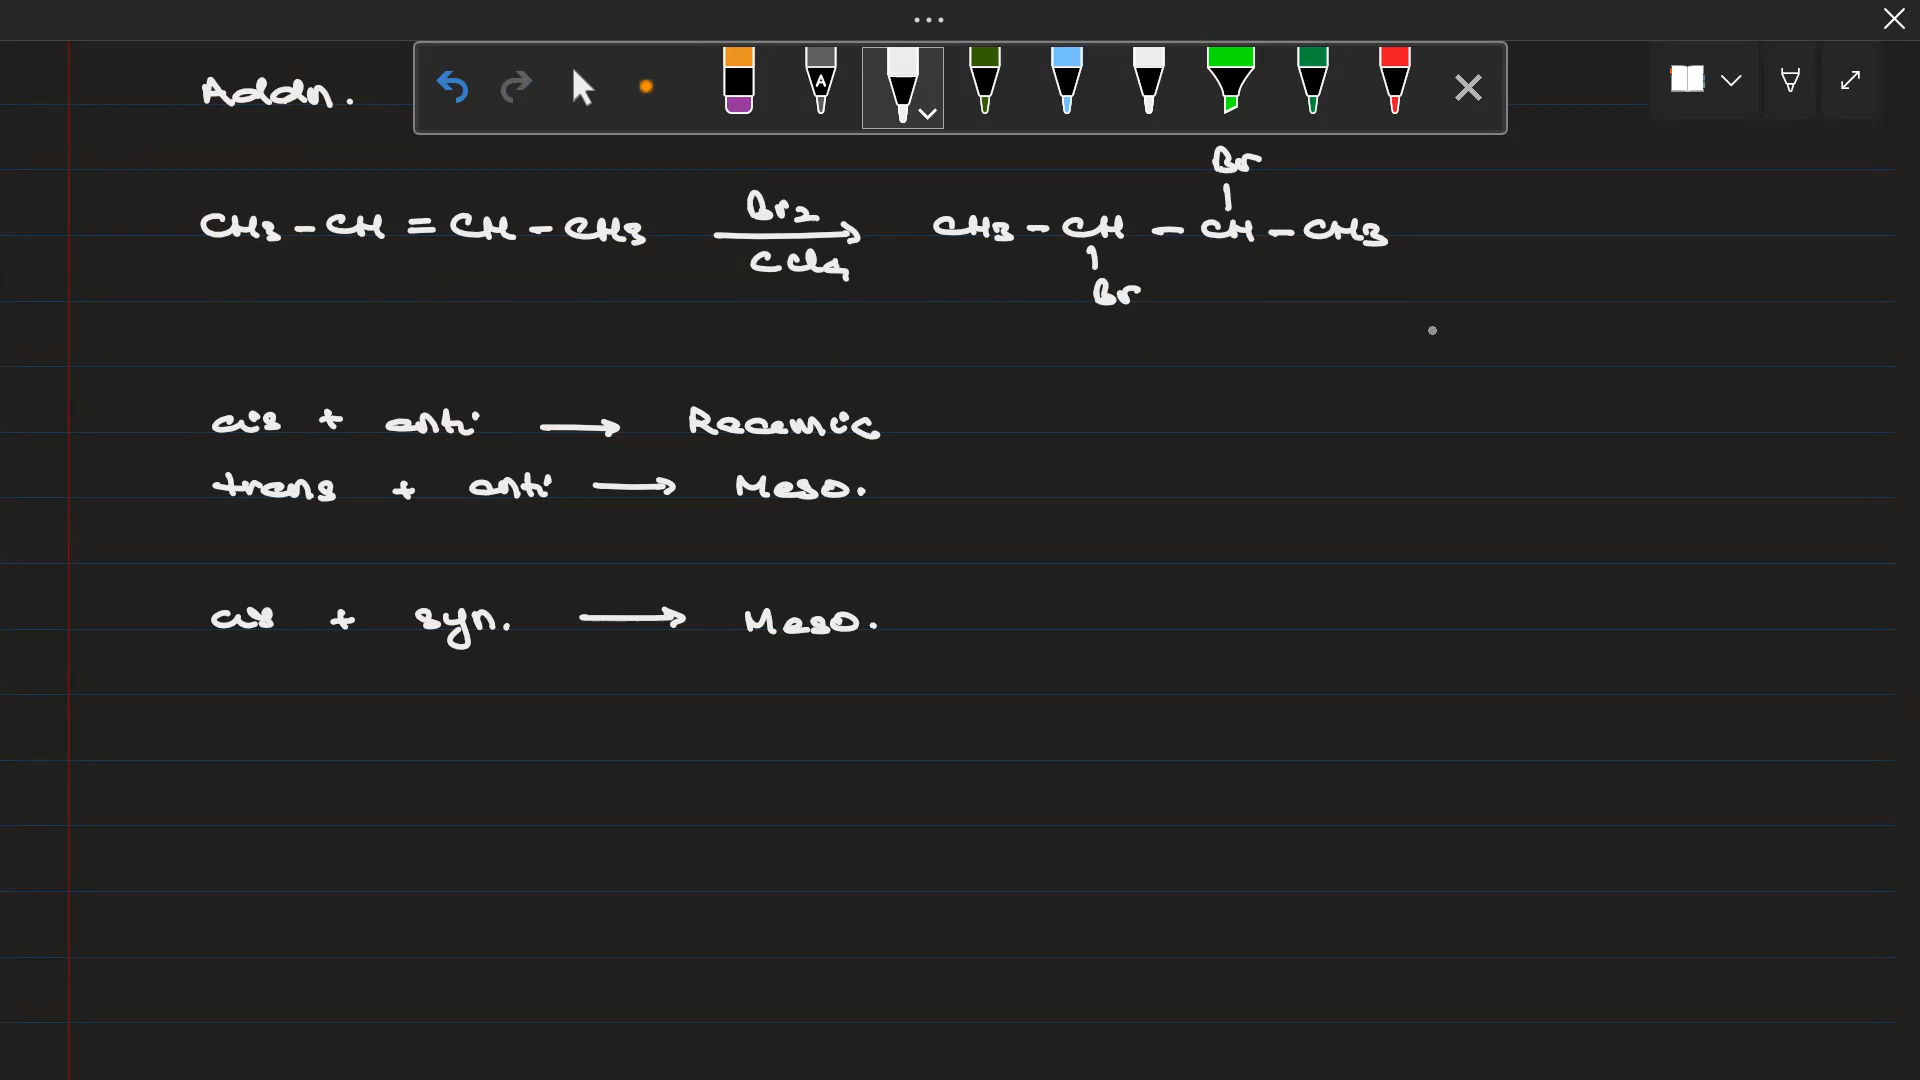 Addn.
CH3 - CH = CH - CH3 Br2 CCl4 CH3 - CH - CH - CH3
Br
Br
cis + anti → Racemic
trans + anti → Meso.
cis + syn. → Meso.